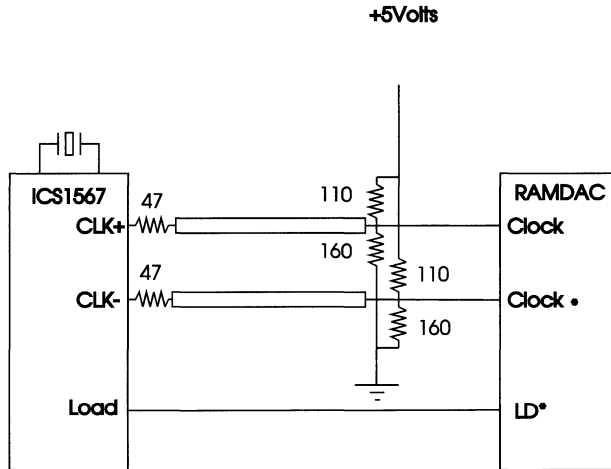 +5Volts
ICS1567
47
110
RAMDAC
CLK+
Clock
160
47
110
CLK-
Clock *
160
Load
LD*